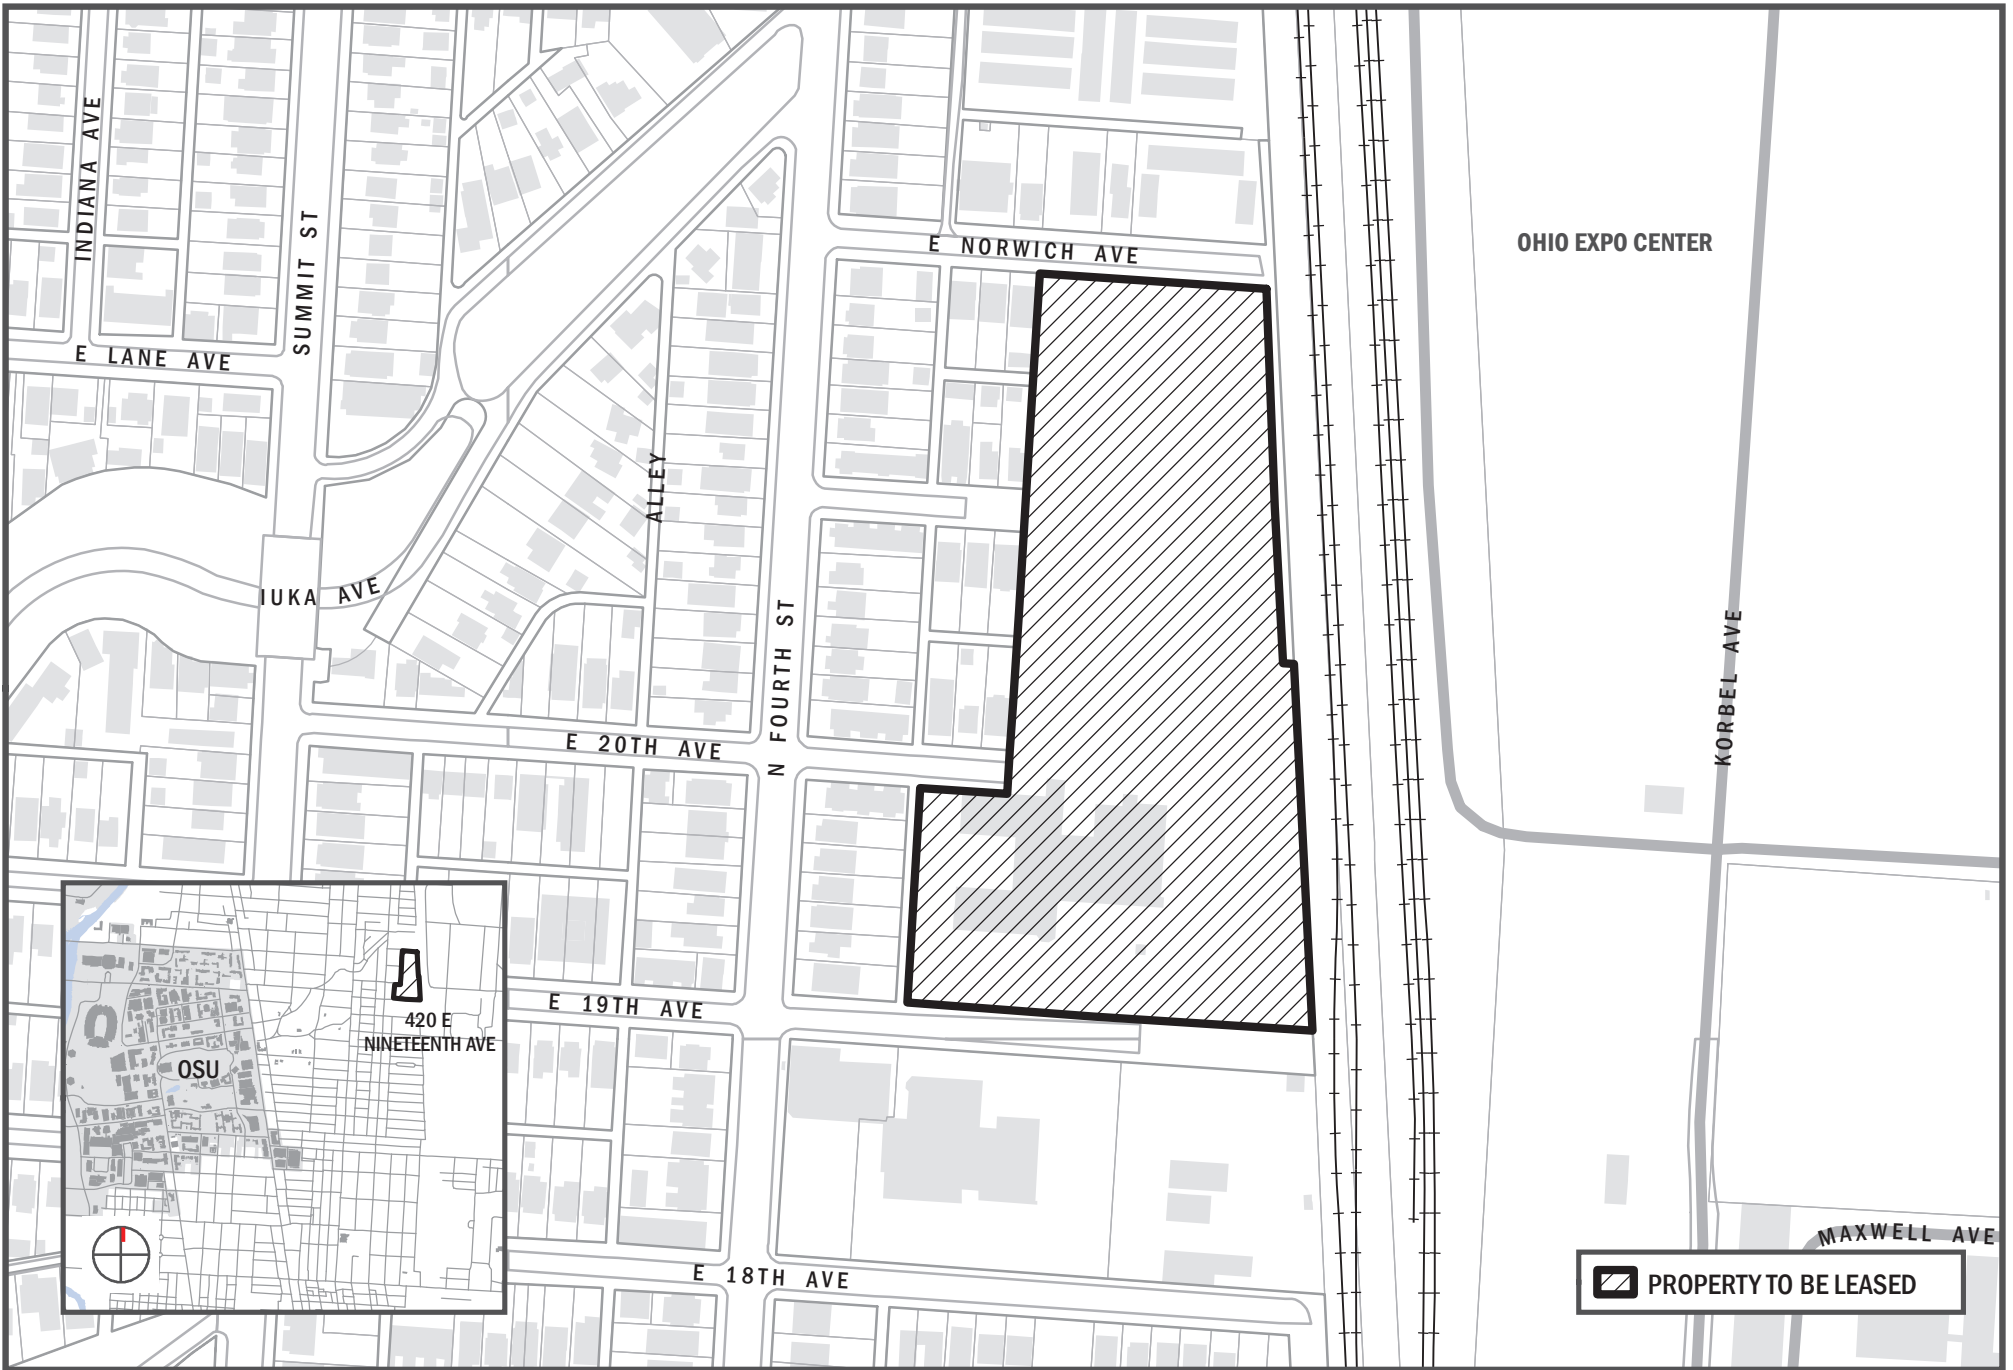 INDIANA AVE
SUMMIT ST
E NORWICH AVE
OHIO EXPO CENTER
E LANE AVE
ALLEY
IUKA AVE
N FOURTH ST
KORBEL AVE
E 20TH AVE
E 19TH AVE
420 E
NINETEENTH AVE
OSU
MAXWELL AVE
E 18TH AVE
PROPERTY TO BE LEASED